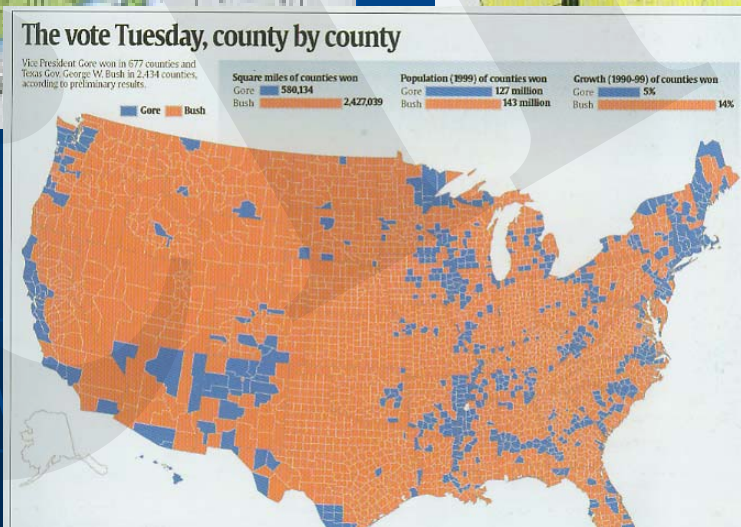 The vote Tuesday, county by county
Vice President Gore won in 677 counties and
Texas Gov. George W. Bush in 2,434 counties,
according to preliminary results.
Gore Bush
Square miles of counties won
Gore 580,134
Bush 2,427,039
Population (1999) of counties won
Gore 127 million
Bush 143 million
Growth (1990-99) of counties won
Gore 5%
Bush 14%